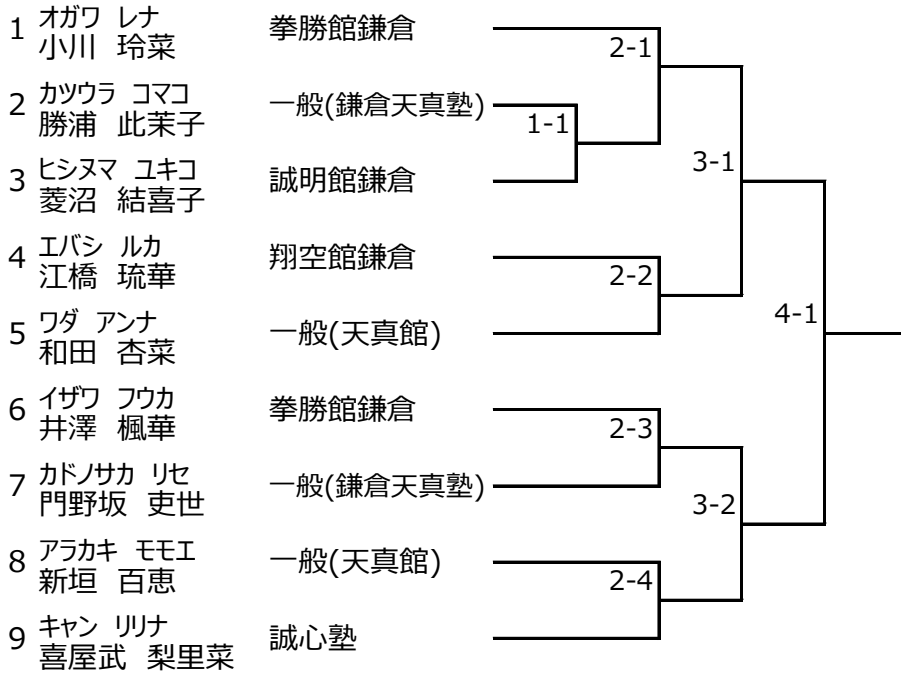 1 オガワ レナ
小川 玲菜 拳勝館鎌倉
2 カツウラ コマコ
勝浦 此茉子 一般(鎌倉天真塾)
3 ヒシヌマ ユキコ
菱沼 結喜子 誠明館鎌倉
4 エバシ ルカ
江橋 琉華 翔空館鎌倉
5 ワダ アンナ
和田 杏菜 一般(天真館)
6 イザワ フウカ
井澤 楓華 拳勝館鎌倉
7 カドノサカ リセ
門野坂 吏世 一般(鎌倉天真塾)
8 アラカキ モモエ
新垣 百恵 一般(天真館)
9 キャン リリナ
喜屋武 梨里菜 誠心塾
1-1
2-1
2-2
2-3
2-4
3-1
3-2
4-1